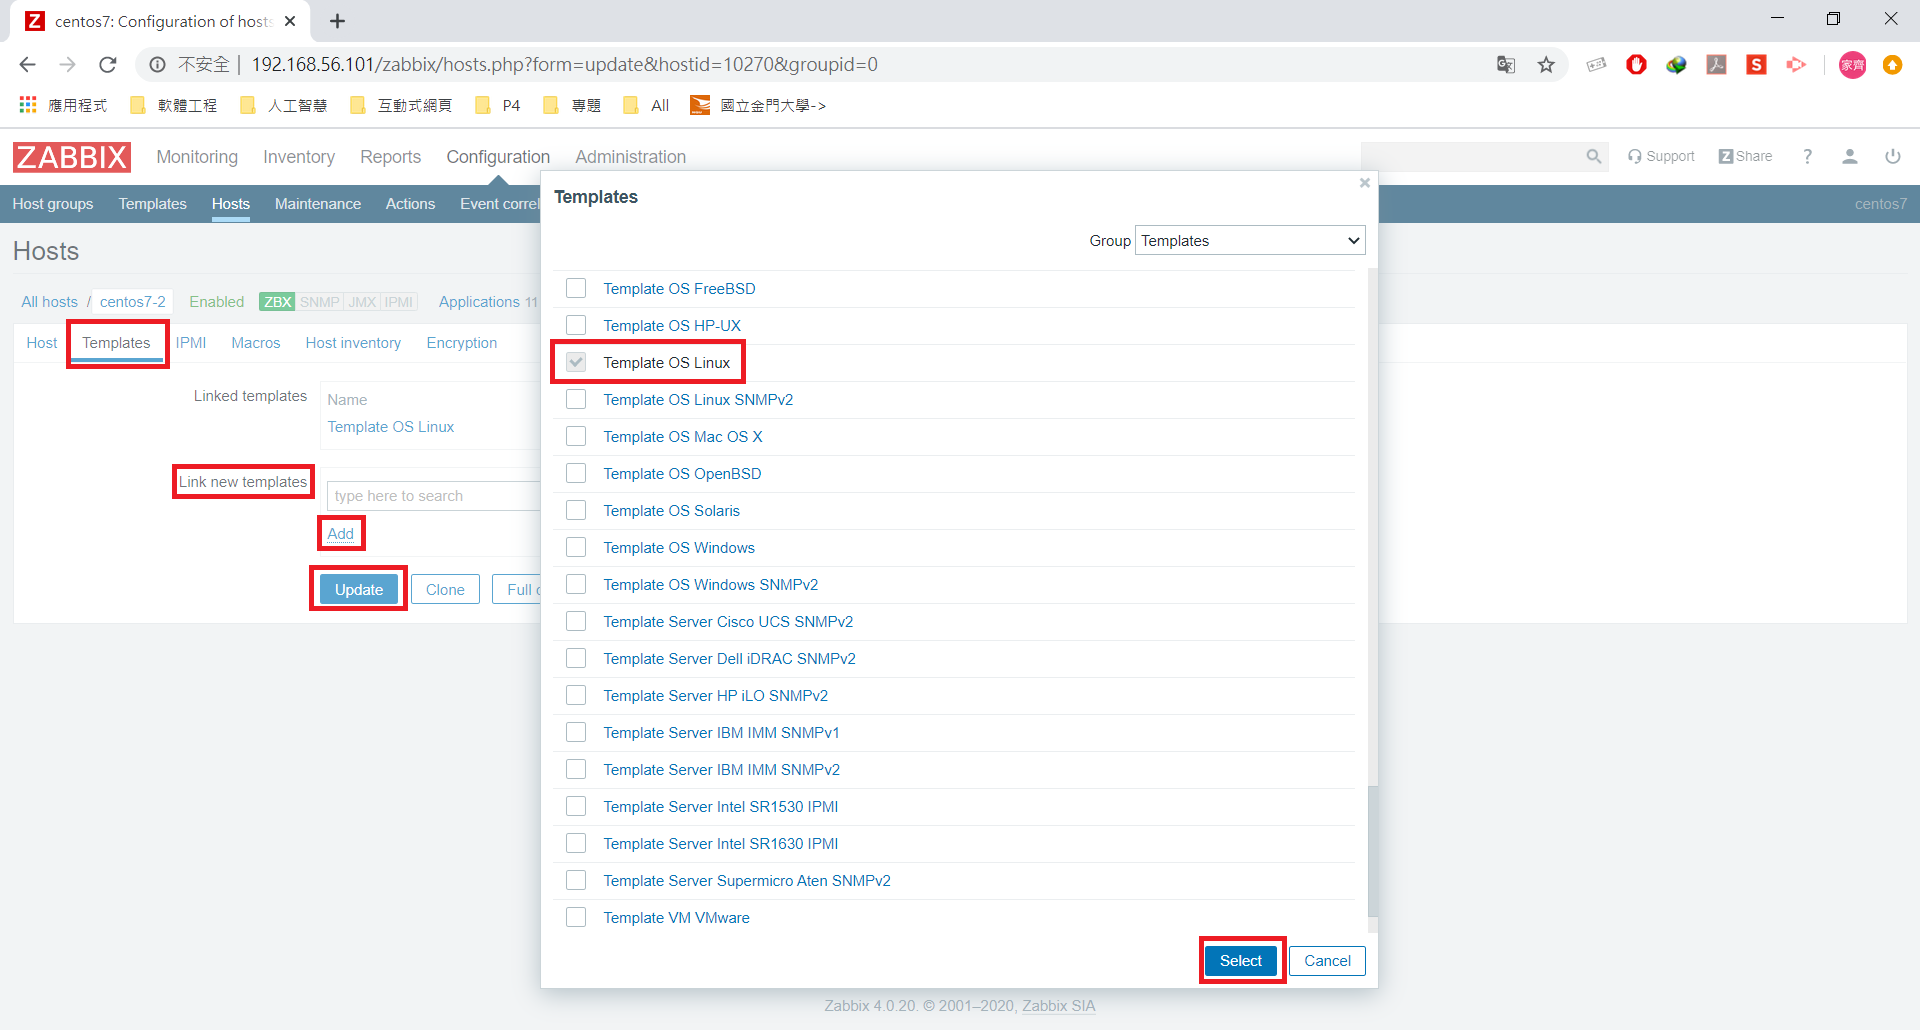 Z centos7: Configuration of hosts
不安全 | 192.168.56.101/zabbix/hosts.php?form=update&hostid=10270&groupid=0
S 家齊
應用程式 軟體工程 人工智慧 互動式網頁 P4 專題 All 國立金門大學->
ZABBIX Monitoring Inventory Reports Configuration Administration Support Z Share ?
Host groups Templates Hosts Maintenance Actions Event correl centos7
Hosts
All hosts / centos7-2 Enabled ZBX SNMP JMX IPMI Applications 11
Host Templates IPMI Macros Host inventory Encryption
Linked templates
Name
Template OS Linux
Link new templates
type here to search
Add
Update Clone Full c
Templates
Group Templates
Template OS FreeBSD
Template OS HP-UX
Template OS Linux
Template OS Linux SNMPv2
Template OS Mac OS X
Template OS OpenBSD
Template OS Solaris
Template OS Windows
Template OS Windows SNMPv2
Template Server Cisco UCS SNMPv2
Template Server Dell iDRAC SNMPv2
Template Server HP iLO SNMPv2
Template Server IBM IMM SNMPv1
Template Server IBM IMM SNMPv2
Template Server Intel SR1530 IPMI
Template Server Intel SR1630 IPMI
Template Server Supermicro Aten SNMPv2
Template VM VMware
Select Cancel
Zabbix 4.0.20. © 2001–2020, Zabbix SIA